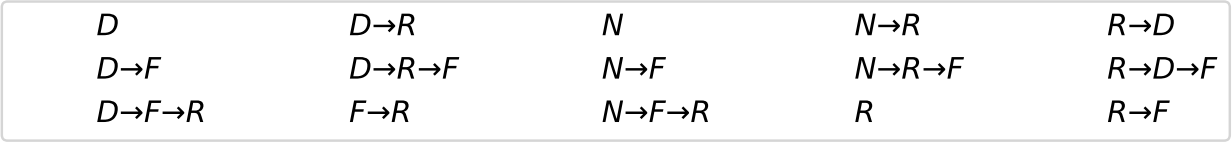 D D→R N N→R R→D
D→F D→R→F N→F N→R→F R→D→F
D→F→R F→R N→F→R R R→F